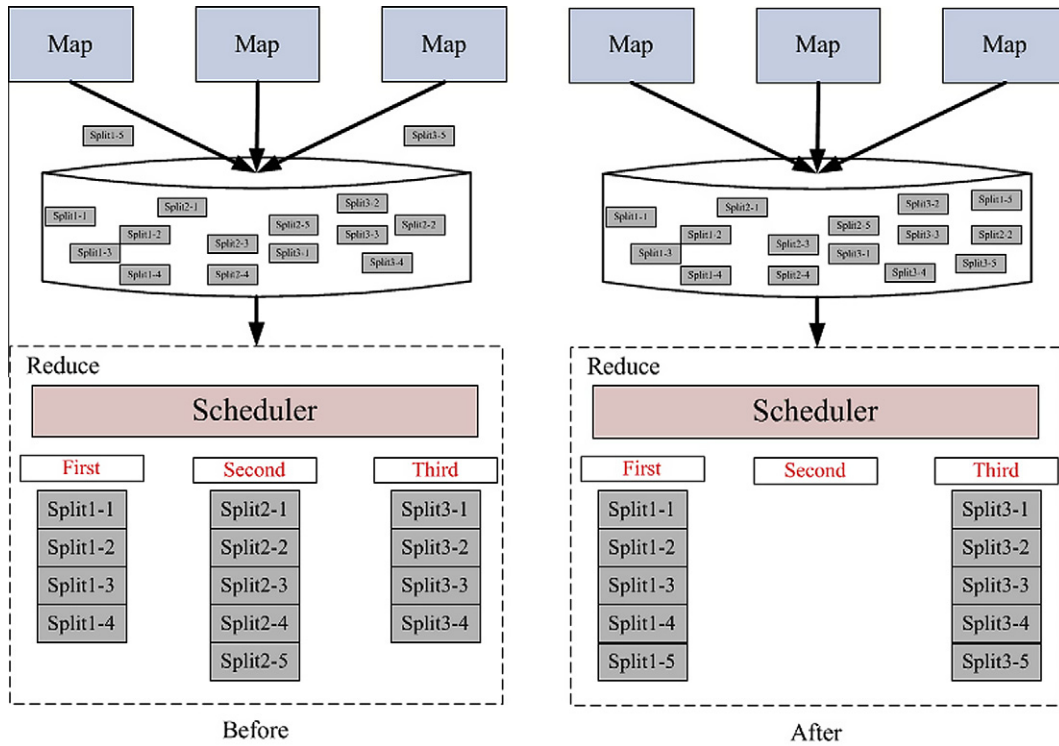 Map
Map
Map
Split1-5
Split3-5
Split1-1
Split2-1
Split3-2
Split2-2
Split2-5
Split1-2
Split3-3
Split2-3
Split1-3
Split3-1
Split3-4
Split1-4
Split2-4
Reduce
Scheduler
First
Second
Third
Split1-1
Split1-2
Split1-3
Split1-4
Split2-1
Split2-2
Split2-3
Split2-4
Split2-5
Split3-1
Split3-2
Split3-3
Split3-4
Before
Map
Map
Map
Split1-1
Split2-1
Split3-2
Split1-5
Split2-5
Split1-2
Split3-3
Split2-2
Split2-3
Split1-3
Split3-1
Split3-5
Split1-4
Split2-4
Split3-4
Reduce
Scheduler
First
Second
Third
Split1-1
Split1-2
Split1-3
Split1-4
Split1-5
Split3-1
Split3-2
Split3-3
Split3-4
Split3-5
After